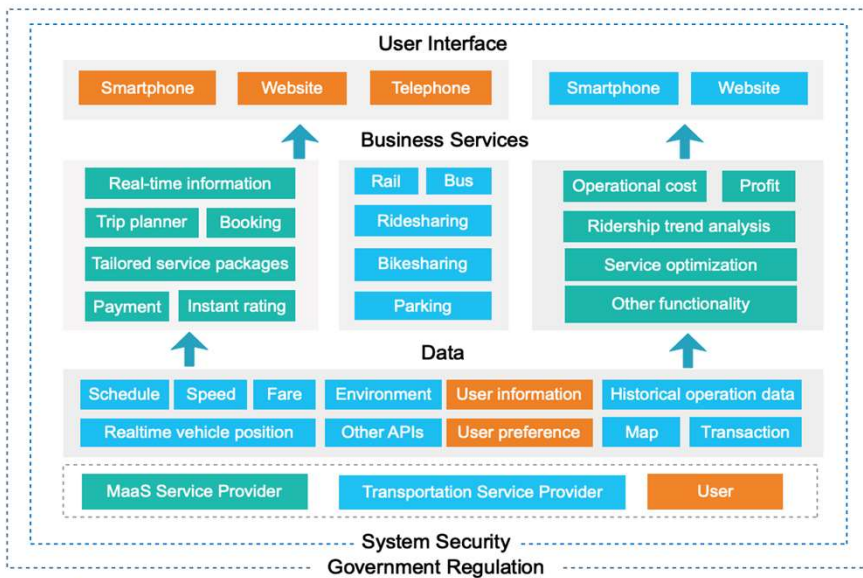 User Interface
Smartphone Website Telephone Smartphone Website
Business Services
Real-time information Rail Bus Operational cost Profit
Trip planner Booking Ridesharing Ridership trend analysis
Tailored service packages Bikesharing Service optimization
Payment Instant rating Parking Other functionality
Data
Schedule Speed Fare Environment User information Historical operation data
Realtime vehicle position Other APIs User preference Map Transaction
MaaS Service Provider Transportation Service Provider User
System Security
Government Regulation